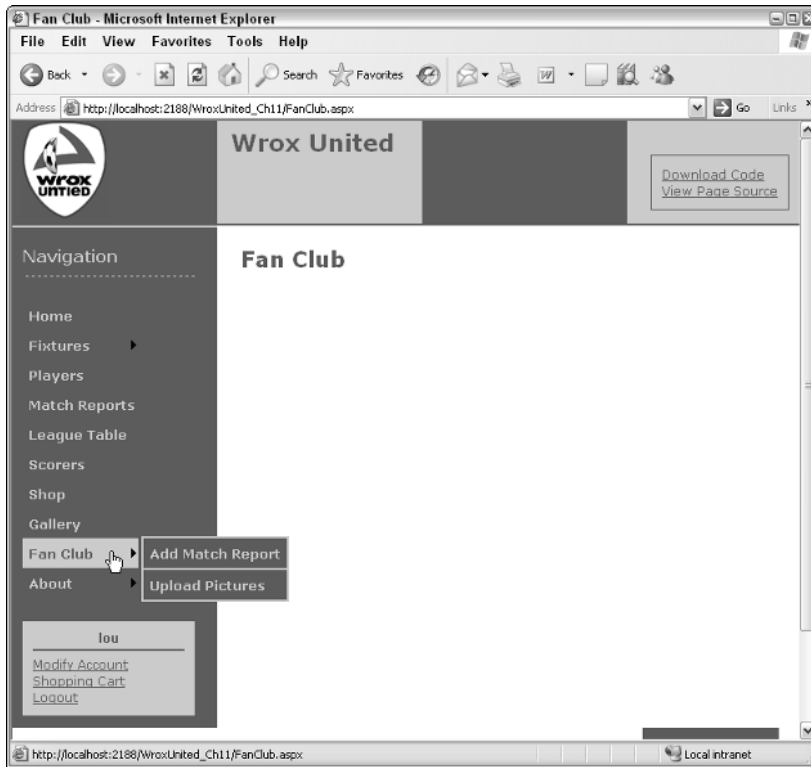 Fan Club - Microsoft Internet Explorer
File Edit View Favorites Tools Help
Back Search Favorites W
Address http://localhost:2188/WroxUnited_Ch11/FanClub.aspx Go Links »
WROX
UNTIED
Wrox United
Download Code
View Page Source
Navigation
Fan Club
Home
Fixtures
Players
Match Reports
League Table
Scorers
Shop
Gallery
Fan Club
Add Match Report
About
Upload Pictures
lou
Modify Account
Shopping Cart
Logout
http://localhost:2188/WroxUnited_Ch11/FanClub.aspx Local intranet